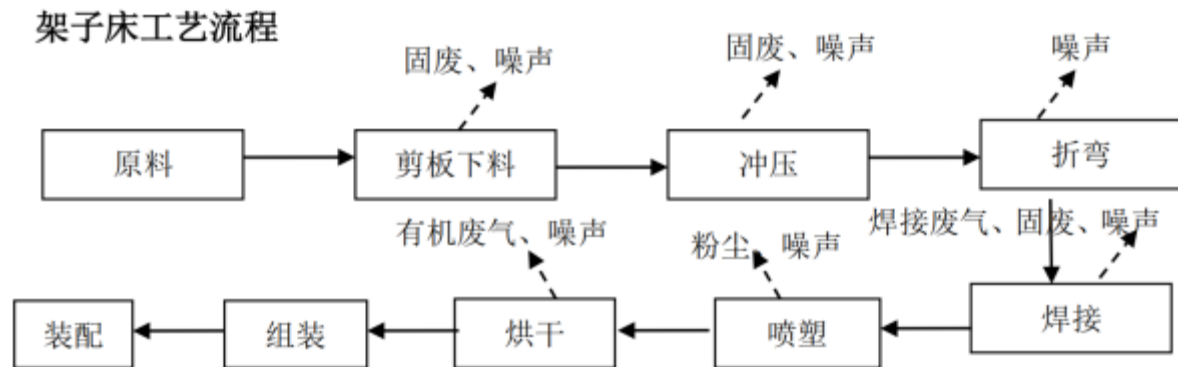 架子床工艺流程
固废、噪声
固废、噪声
噪声
原料
剪板下料
冲压
折弯
有机废气、噪声
粉尘、噪声
焊接废气、固废、噪声
装配
组装
烘干
喷塑
焊接